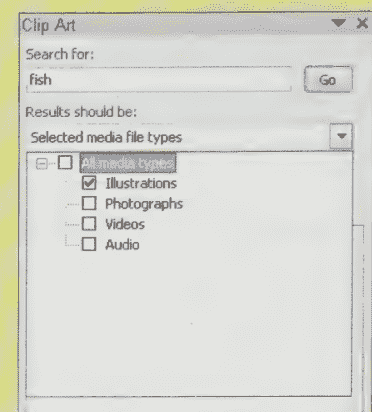 Clip Art
Search for:
fish
Go
Results should be:
Selected media file types
All media types
Illustrations
Photographs
Videos
Audio